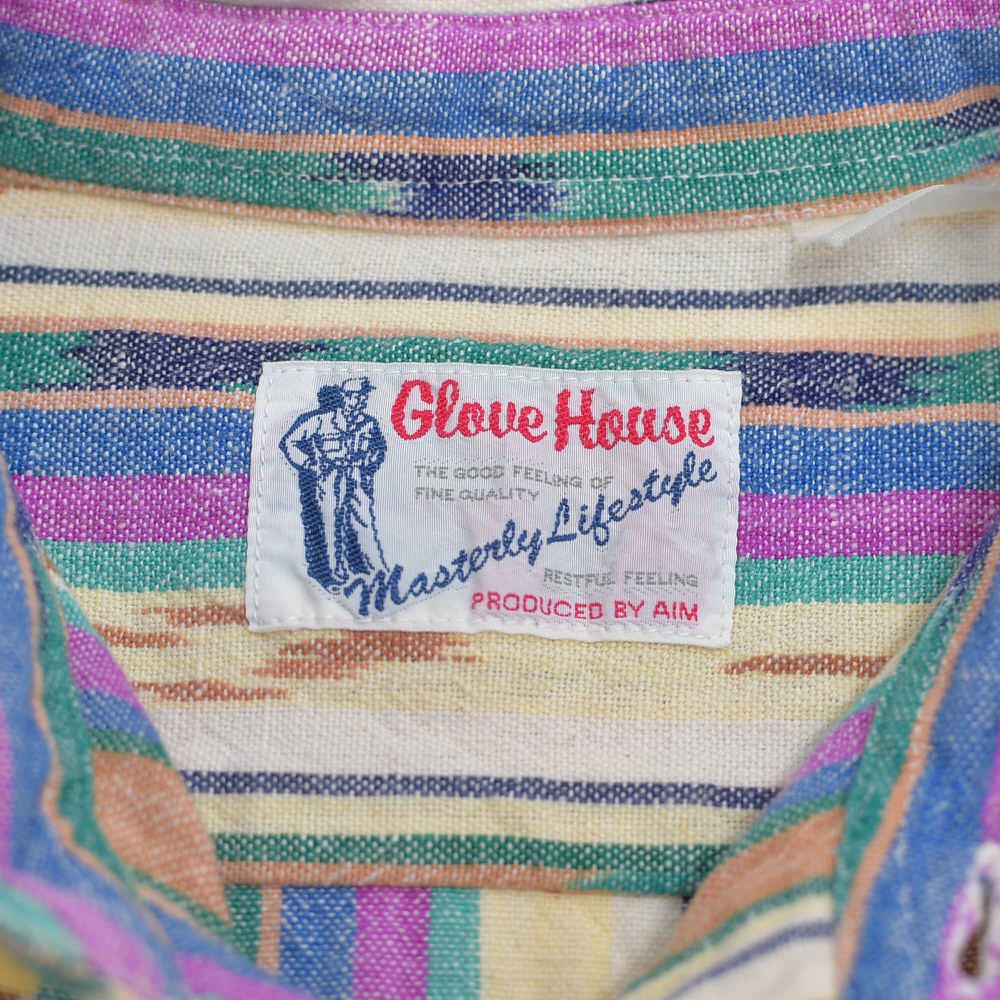 Glove House
THE GOOD FEELING OF
FINE QUALITY
Masterly Lifestyle
RESTFUL FEELING
PRODUCED BY AIM